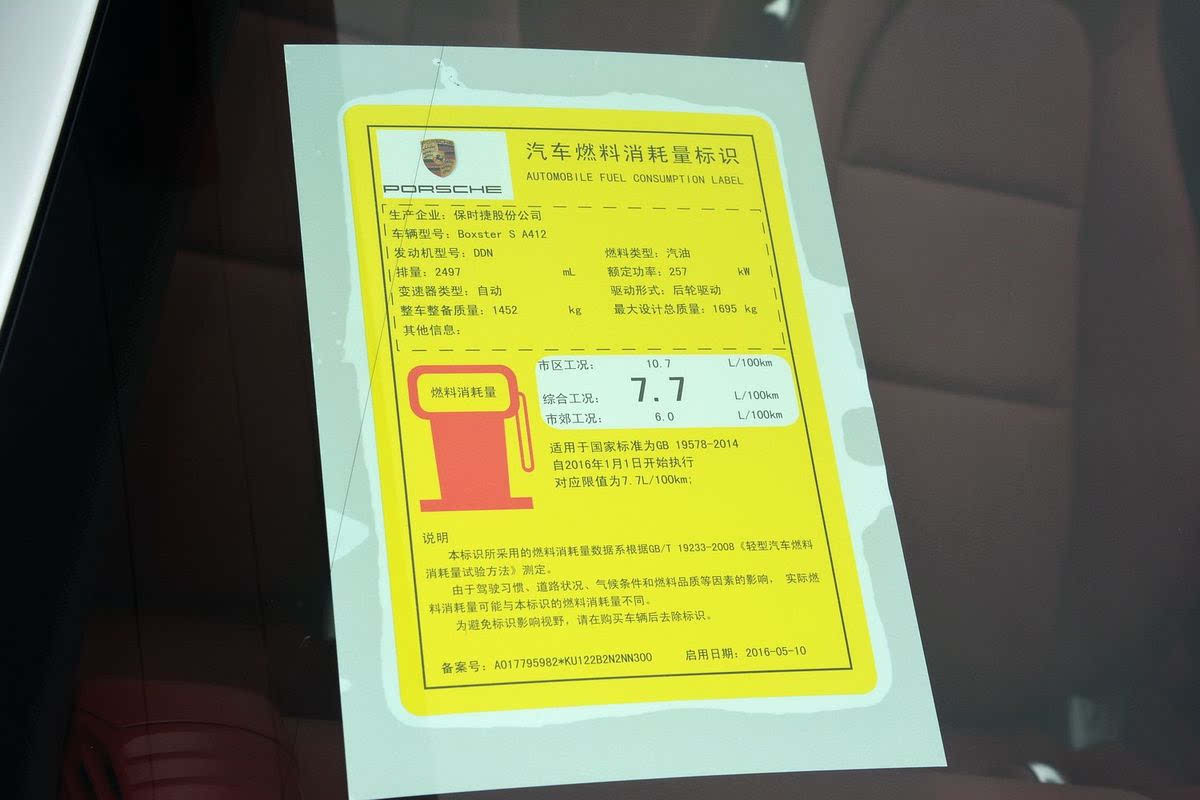 PORSCHE
汽车燃料消耗量标识
AUTOMOBILE FUEL CONSUMPTION LABEL
生产企业：保时捷股份公司
车辆型号：Boxster S A412
发动机型号：DDN 燃料类型：汽油
排量：2497 mL 额定功率：257 kW
变速器类型：自动 驱动形式：后轮驱动
整车整备质量：1452 kg 最大设计总质量：1695 kg
其他信息：
燃料消耗量
市区工况： 10.7 L/100km
综合工况： 7.7 L/100km
市郊工况： 6.0 L/100km
适用于国家标准为GB 19578-2014
自2016年1月1日开始执行
对应限值为7.7L/100km;
说明
本标识所采用的燃料消耗量数据系根据GB/T 19233-2008《轻型汽车燃料
消耗量试验方法》测定。
由于驾驶习惯、道路状况、气候条件和燃料品质等因素的影响， 实际燃
料消耗量可能与本标识的燃料消耗量不同。
为避免标识影响视野，请在购买车辆后去除标识。
备案号：A017795982*KU122B2N2NN300 启用日期：2016-05-10